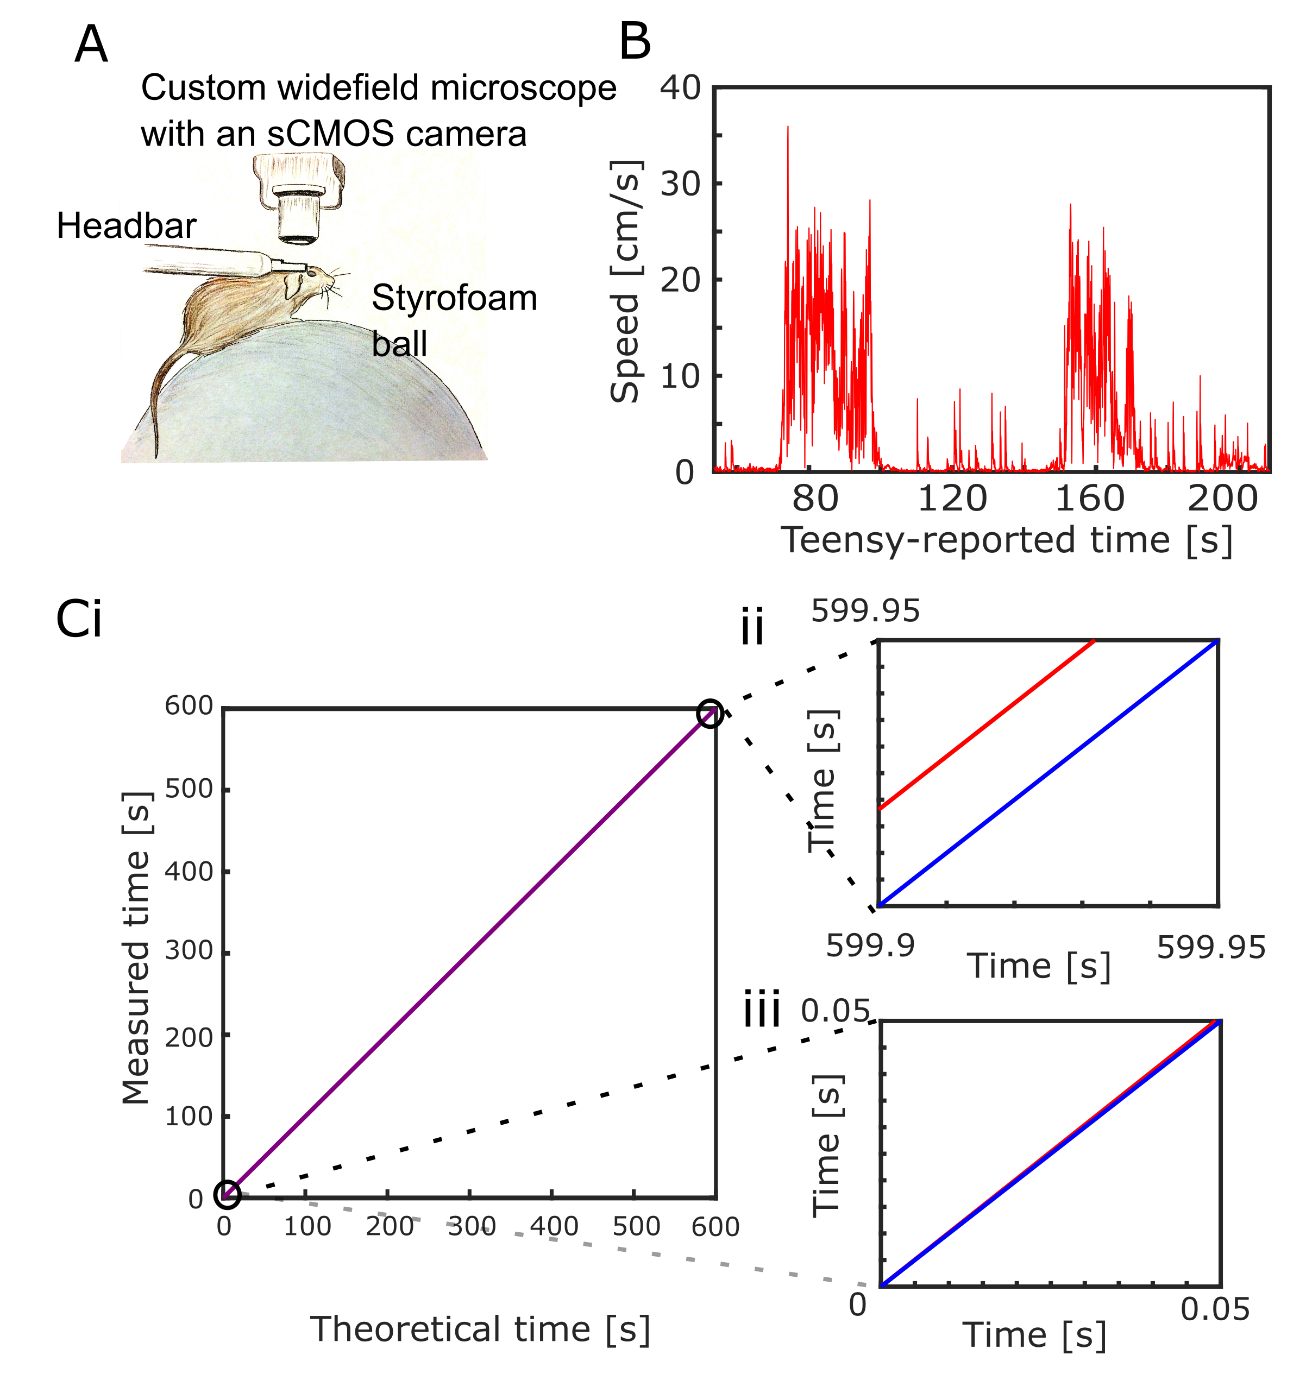 A
Custom widefield microscope
with an sCMOS camera
Headbar
Styrofoam
ball
B
40
30
20
10
0
Speed [cm/s]
80 120 160 200
Teensy-reported time [s]
Ci
600
500
400
300
200
100
0
Measured time [s]
0 100 200 300 400 500 600
Theoretical time [s]
ii
599.95
Time [s]
599.9 599.95
Time [s]
iii
0.05
Time [s]
0 0.05
Time [s]